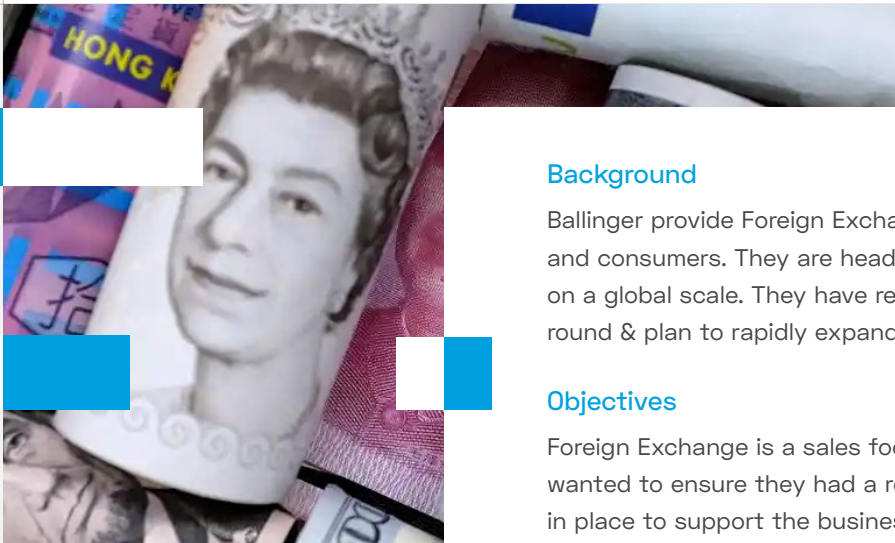 HONG K
拾
Background
Ballinger provide Foreign Excha
and consumers. They are head
on a global scale. They have re
round & plan to rapidly expand
Objectives
Foreign Exchange is a sales fo
wanted to ensure they had a r
in place to support the busines